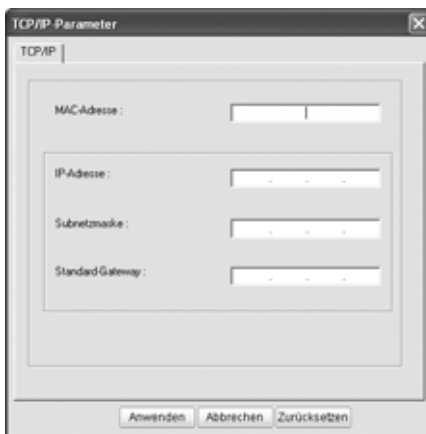 TCP/IP-Parameter
TCP/IP
MAC-Adresse :
IP-Adresse :
Subnetzmaske :
Standard-Gateway :
Anwenden Abbrechen Zurücksetzen